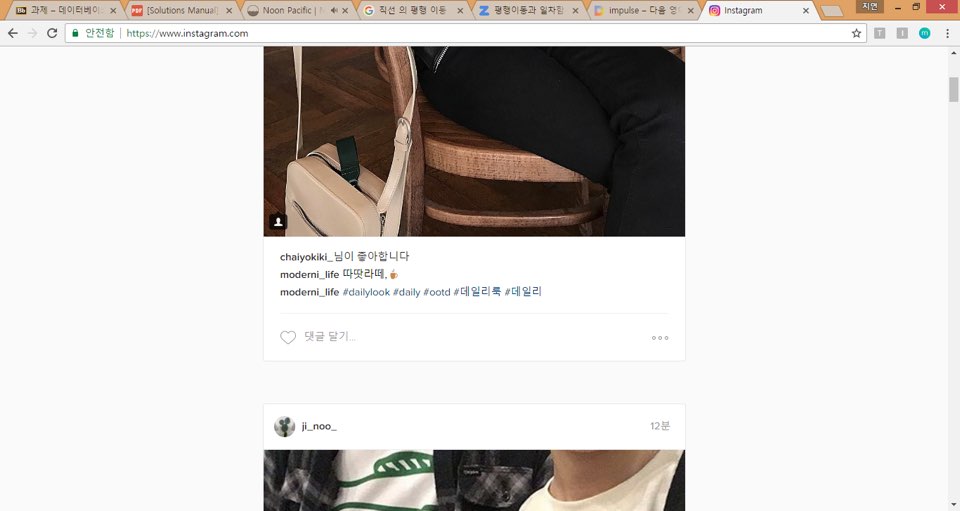 과제 – 데이터베이
[Solutions Manual]
Noon Pacific |
직선 의 평행 이동
평행이동과 일차함
impulse – 다음 영어
Instagram
지연
안전함 https://www.instagram.com
chaiyokiki_님이 좋아합니다
moderni_life 따땃라떼,☕
moderni_life #dailylook #daily #ootd #데일리룩 #데일리
댓글 달기...
ji_noo_ 12분